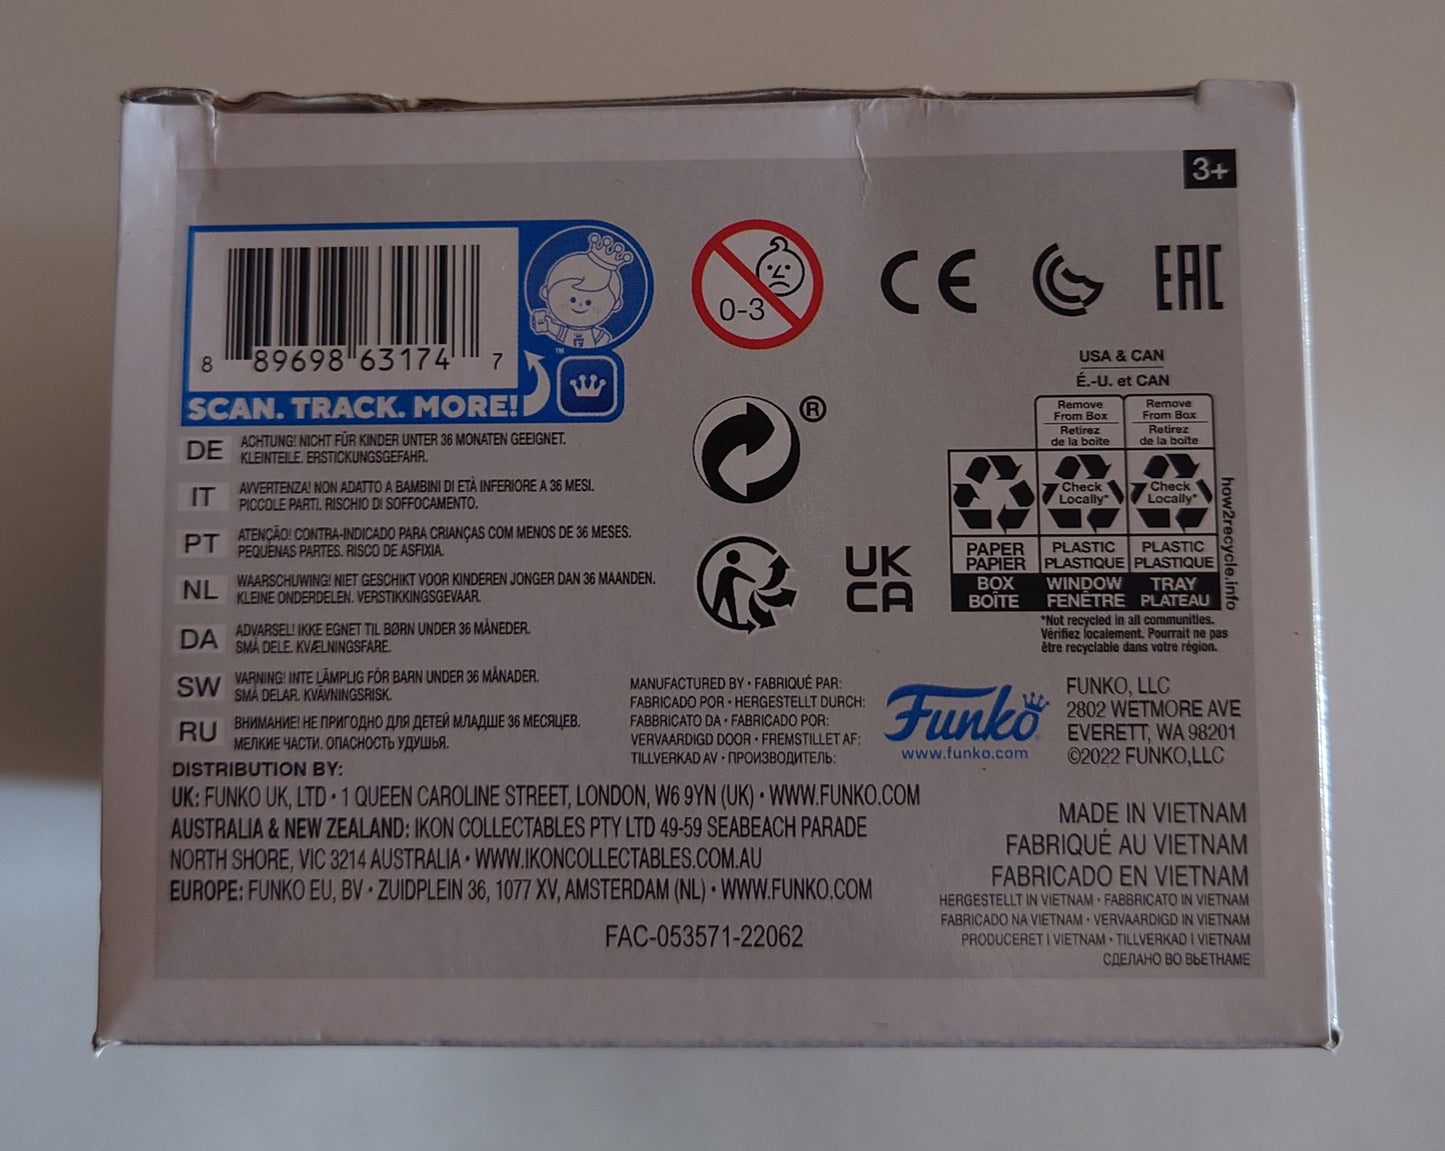 3+
8 89698 63174 7
™
SCAN. TRACK. MORE!
0-3
CE
EAC
®
UK
CA
USA & CAN
É.-U. et CAN
Remove From Box
Retirez de la boîte
Remove From Box
Retirez de la boîte
Check Locally*
Check Locally*
PAPER
PAPIER
BOX
BOÎTE
PLASTIC
PLASTIQUE
WINDOW
FENÊTRE
PLASTIC
PLASTIQUE
TRAY
PLATEAU
how2recycle.info
*Not recycled in all communities.
Vérifiez localement. Pourrait ne pas
être recyclable dans votre région.
DE ACHTUNG! NICHT FÜR KINDER UNTER 36 MONATEN GEEIGNET.
KLEINTEILE. ERSTICKUNGSGEFAHR.
IT AVVERTENZA! NON ADATTO A BAMBINI DI ETÀ INFERIORE A 36 MESI.
PICCOLE PARTI. RISCHIO DI SOFFOCAMENTO.
PT ATENÇÃO! CONTRA-INDICADO PARA CRIANÇAS COM MENOS DE 36 MESES.
PEQUENAS PARTES. RISCO DE ASFIXIA.
NL WAARSCHUWING! NIET GESCHIKT VOOR KINDEREN JONGER DAN 36 MAANDEN.
KLEINE ONDERDELEN. VERSTIKKINGSGEVAAR.
DA ADVARSEL! IKKE EGNET TIL BØRN UNDER 36 MÅNEDER.
SMÅ DELE. KVÆLNINGSFARE.
SW VARNING! INTE LÄMPLIG FÖR BARN UNDER 36 MÅNADER.
SMÅ DELAR. KVÄVNINGSRISK.
RU ВНИМАНИЕ! НЕ ПРИГОДНО ДЛЯ ДЕТЕЙ МЛАДШЕ 36 МЕСЯЦЕВ.
МЕЛКИЕ ЧАСТИ. ОПАСНОСТЬ УДУШЬЯ.
MANUFACTURED BY • FABRIQUÉ PAR:
FABRICADO POR • HERGESTELLT DURCH:
FABBRICATO DA • FABRICADO POR:
VERVAARDIGD DOOR • FREMSTILLET AF:
TILLVERKAD AV • ПРОИЗВОДИТЕЛЬ:
Funko
www.funko.com
FUNKO, LLC
2802 WETMORE AVE
EVERETT, WA 98201
©2022 FUNKO,LLC
DISTRIBUTION BY:
UK: FUNKO UK, LTD • 1 QUEEN CAROLINE STREET, LONDON, W6 9YN (UK) • WWW.FUNKO.COM
AUSTRALIA & NEW ZEALAND: IKON COLLECTABLES PTY LTD 49-59 SEABEACH PARADE
NORTH SHORE, VIC 3214 AUSTRALIA • WWW.IKONCOLLECTABLES.COM.AU
EUROPE: FUNKO EU, BV • ZUIDPLEIN 36, 1077 XV, AMSTERDAM (NL) • WWW.FUNKO.COM
FAC-053571-22062
MADE IN VIETNAM
FABRIQUÉ AU VIETNAM
FABRICADO EN VIETNAM
HERGESTELLT IN VIETNAM • FABBRICATO IN VIETNAM
FABRICADO NA VIETNAM • VERVAARDIGD IN VIETNAM
PRODUCERET I VIETNAM • TILLVERKAD I VIETNAM
СДЕЛАНО ВО ВЬЕТНАМЕ